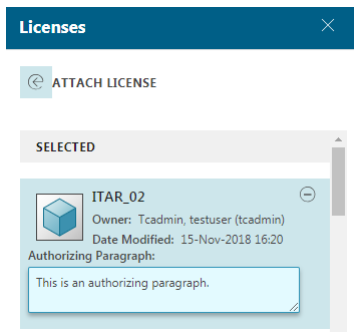 Licenses
ATTACH LICENSE
SELECTED
ITAR_02
Owner: Tcadmin, testuser (tcadmin)
Date Modified: 15-Nov-2018 16:20
Authorizing Paragraph:
This is an authorizing paragraph.